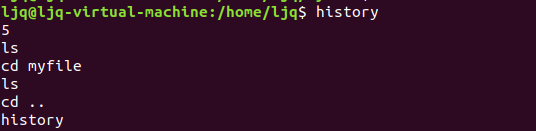 ljq@ljq-virtual-machine:/home/ljq$ history
5
ls
cd myfile
ls
cd ..
history